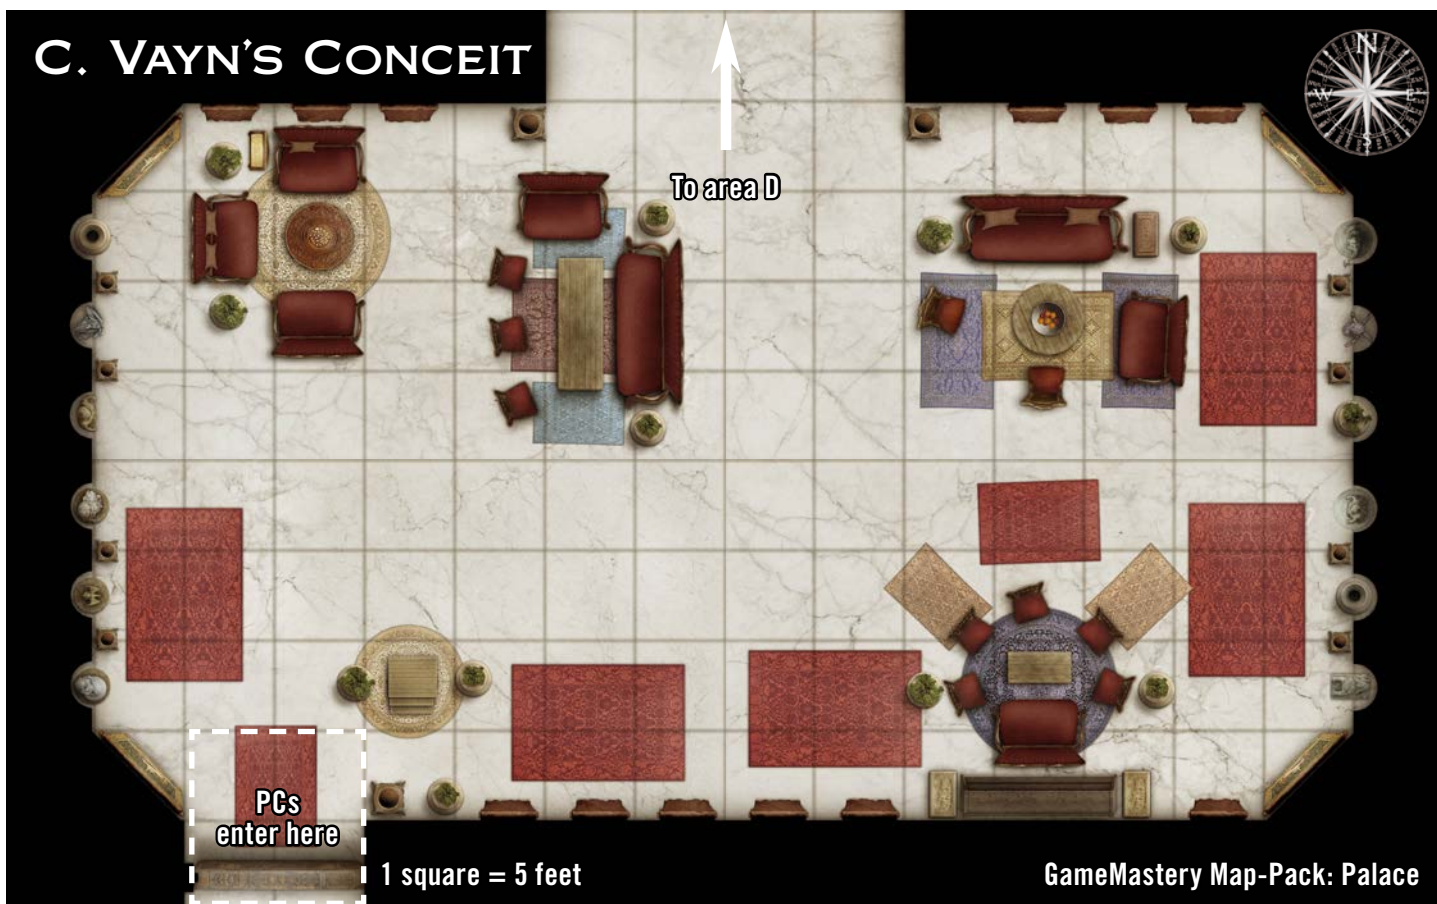 C. Vayn's Conceit
N
W
E
S
To area D
PCs
enter here
1 square = 5 feet
GameMastery Map-Pack: Palace